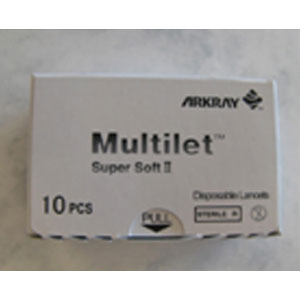 ARKRAY
Multilet™
Super Soft II
10 PCS
Disposable Lancets
STERILE R
PULL